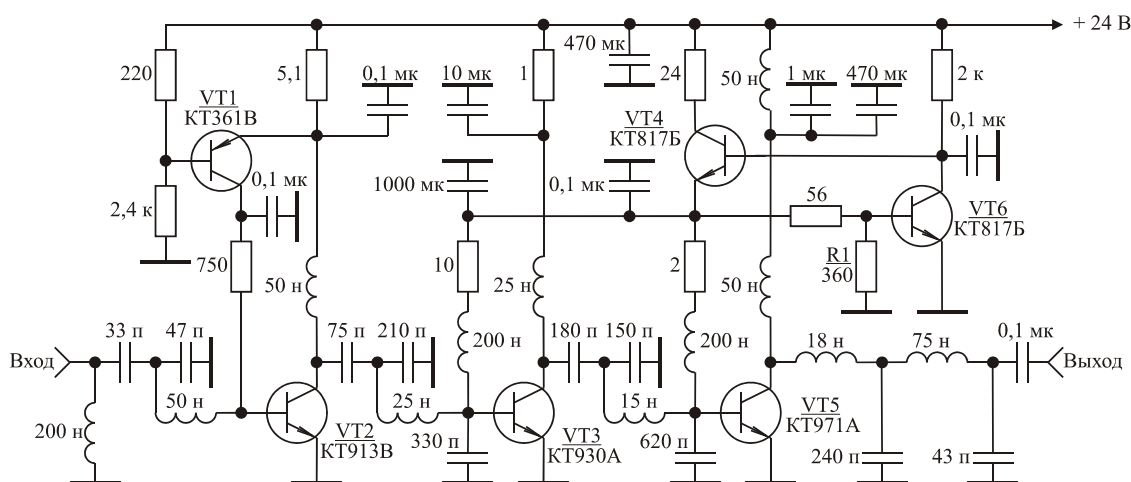 + 24 В
220
5,1
0,1 мк
10 мк
1
470 мк
24
50 н
1 мк
470 мк
2 к
VT1
КТ361В
VT4
КТ817Б
0,1 мк
2,4 к
0,1 мк
1000 мк
0,1 мк
56
VT6
КТ817Б
750
10
2
R1
360
50 н
25 н
50 н
33 п
47 п
75 п
210 п
200 н
180 п
150 п
200 н
18 н
75 н
0,1 мк
Вход
Выход
50 н
25 н
15 н
200 н
VT2
КТ913В
330 п
VT3
КТ930А
620 п
VT5
КТ971А
240 п
43 п